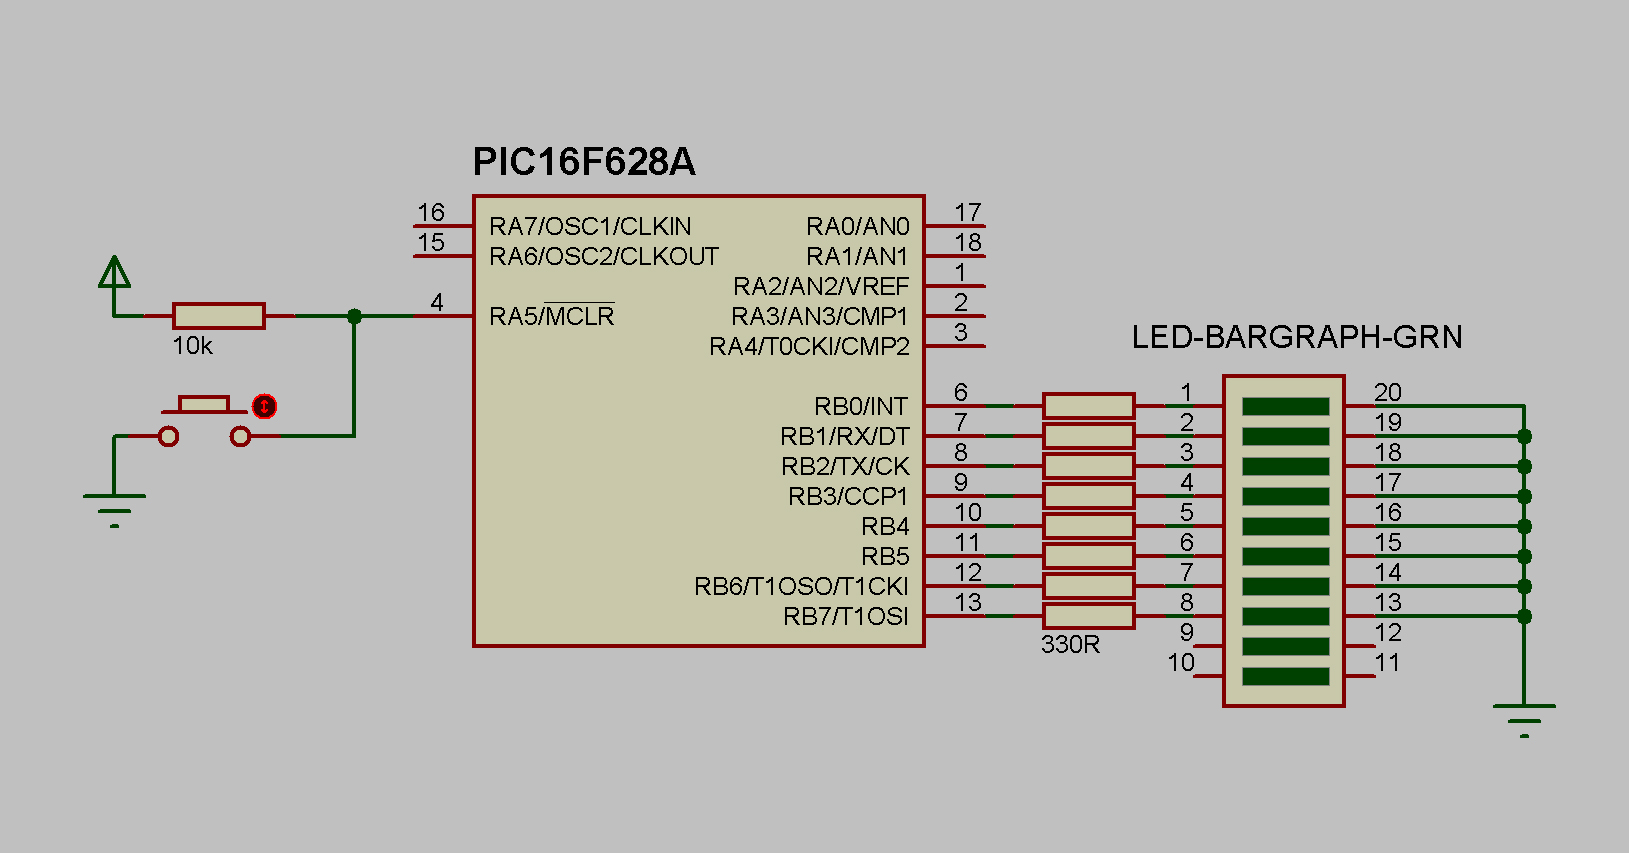 PIC16F628A
16 RA7/OSC1/CLKIN RA0/AN0 17
15 RA6/OSC2/CLKOUT RA1/AN1 18
RA2/AN2/VREF 1
4 RA5/MCLR RA3/AN3/CMP1 2
RA4/T0CKI/CMP2 3
10k
LED-BARGRAPH-GRN
RB0/INT 6 1 20
RB1/RX/DT 7 2 19
RB2/TX/CK 8 3 18
RB3/CCP1 9 4 17
RB4 10 5 16
RB5 11 6 15
RB6/T1OSO/T1CKI 12 7 14
RB7/T1OSI 13 8 13
330R
9 12
10 11